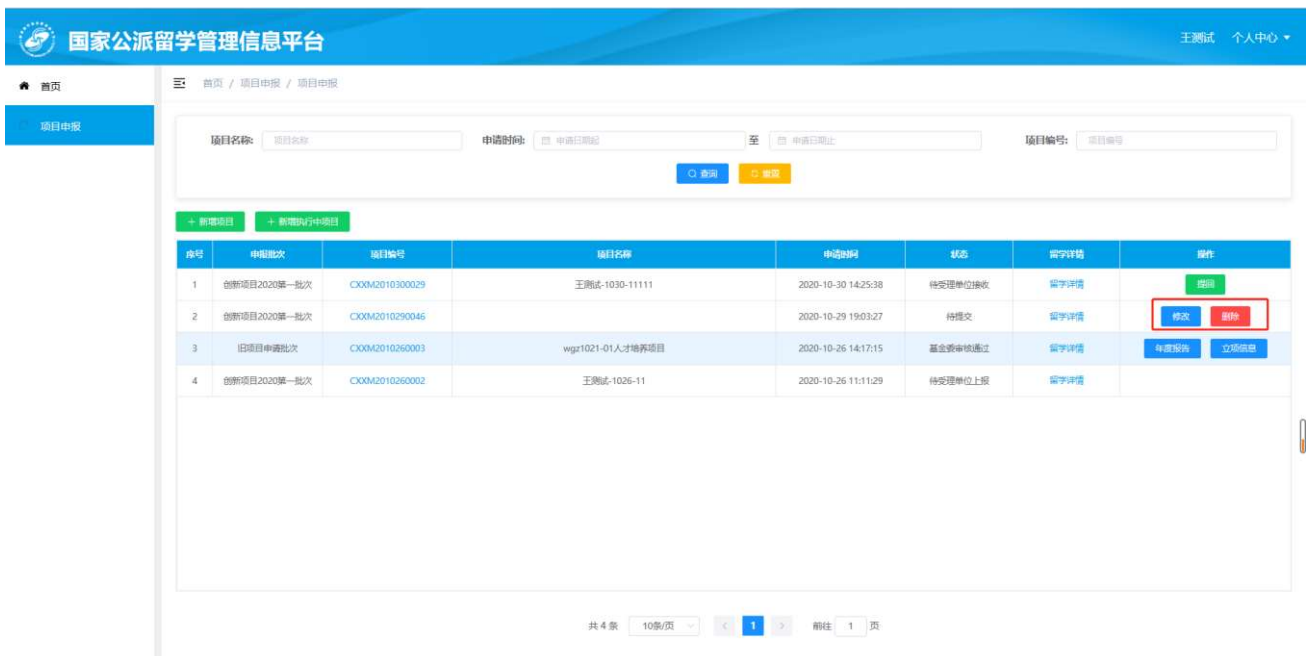 国家公派留学管理信息平台 王测试 个人中心
首页 首页 / 项目申报 / 项目申报
项目申报
项目名称: 项目名称 申请时间: 申请日期起 至 申请日期止 项目编号: 项目编号
查询 重置
+ 新增项目 + 新增执行中项目
序号 申报批次 项目编号 项目名称 申请时间 状态 留学详情 操作
1 创新项目2020第一批次 CXXM2010300029 王测试-1030-11111 2020-10-30 14:25:38 待受理单位接收 留学详情 撤回
2 创新项目2020第一批次 CXXM2010290046 2020-10-29 19:03:27 待提交 留学详情 修改 删除
3 旧项目申请批次 CXXM2010260003 wgz1021-01人才培养项目 2020-10-26 14:17:15 基金委审核通过 留学详情 年度报告 立项信息
4 创新项目2020第一批次 CXXM2010260002 王测试-1026-11 2020-10-26 11:11:29 待受理单位上报 留学详情
共 4 条 10条/页 < 1 > 前往 1 页